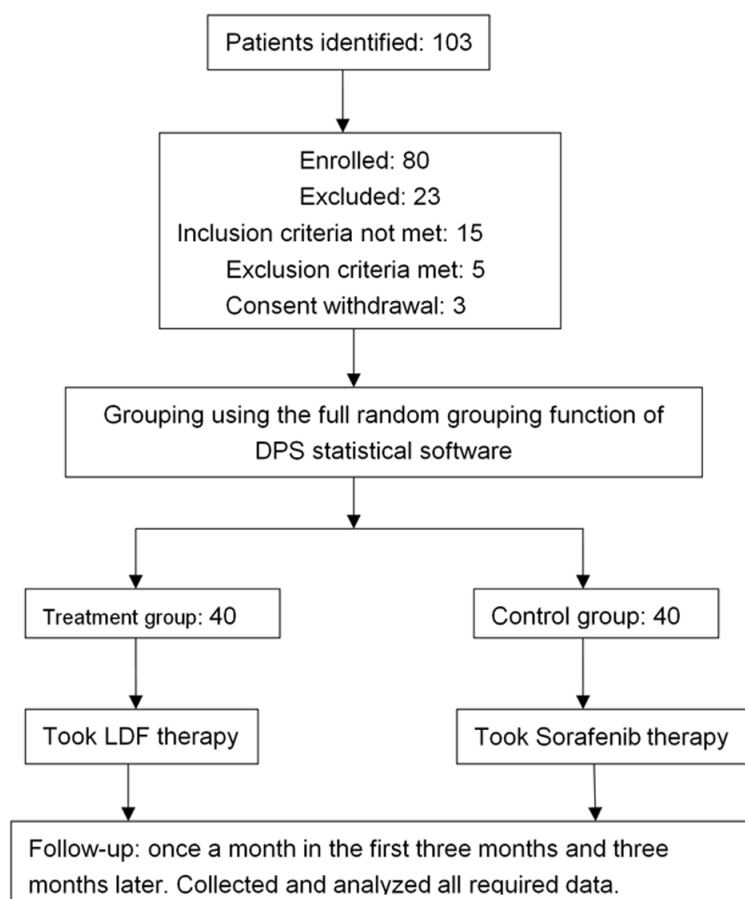 Patients identified: 103
Enrolled: 80
Excluded: 23
Inclusion criteria not met: 15
Exclusion criteria met: 5
Consent withdrawal: 3
Grouping using the full random grouping function of
DPS statistical software
Treatment group: 40
Control group: 40
Took LDF therapy
Took Sorafenib therapy
Follow-up: once a month in the first three months and three
months later. Collected and analyzed all required data.